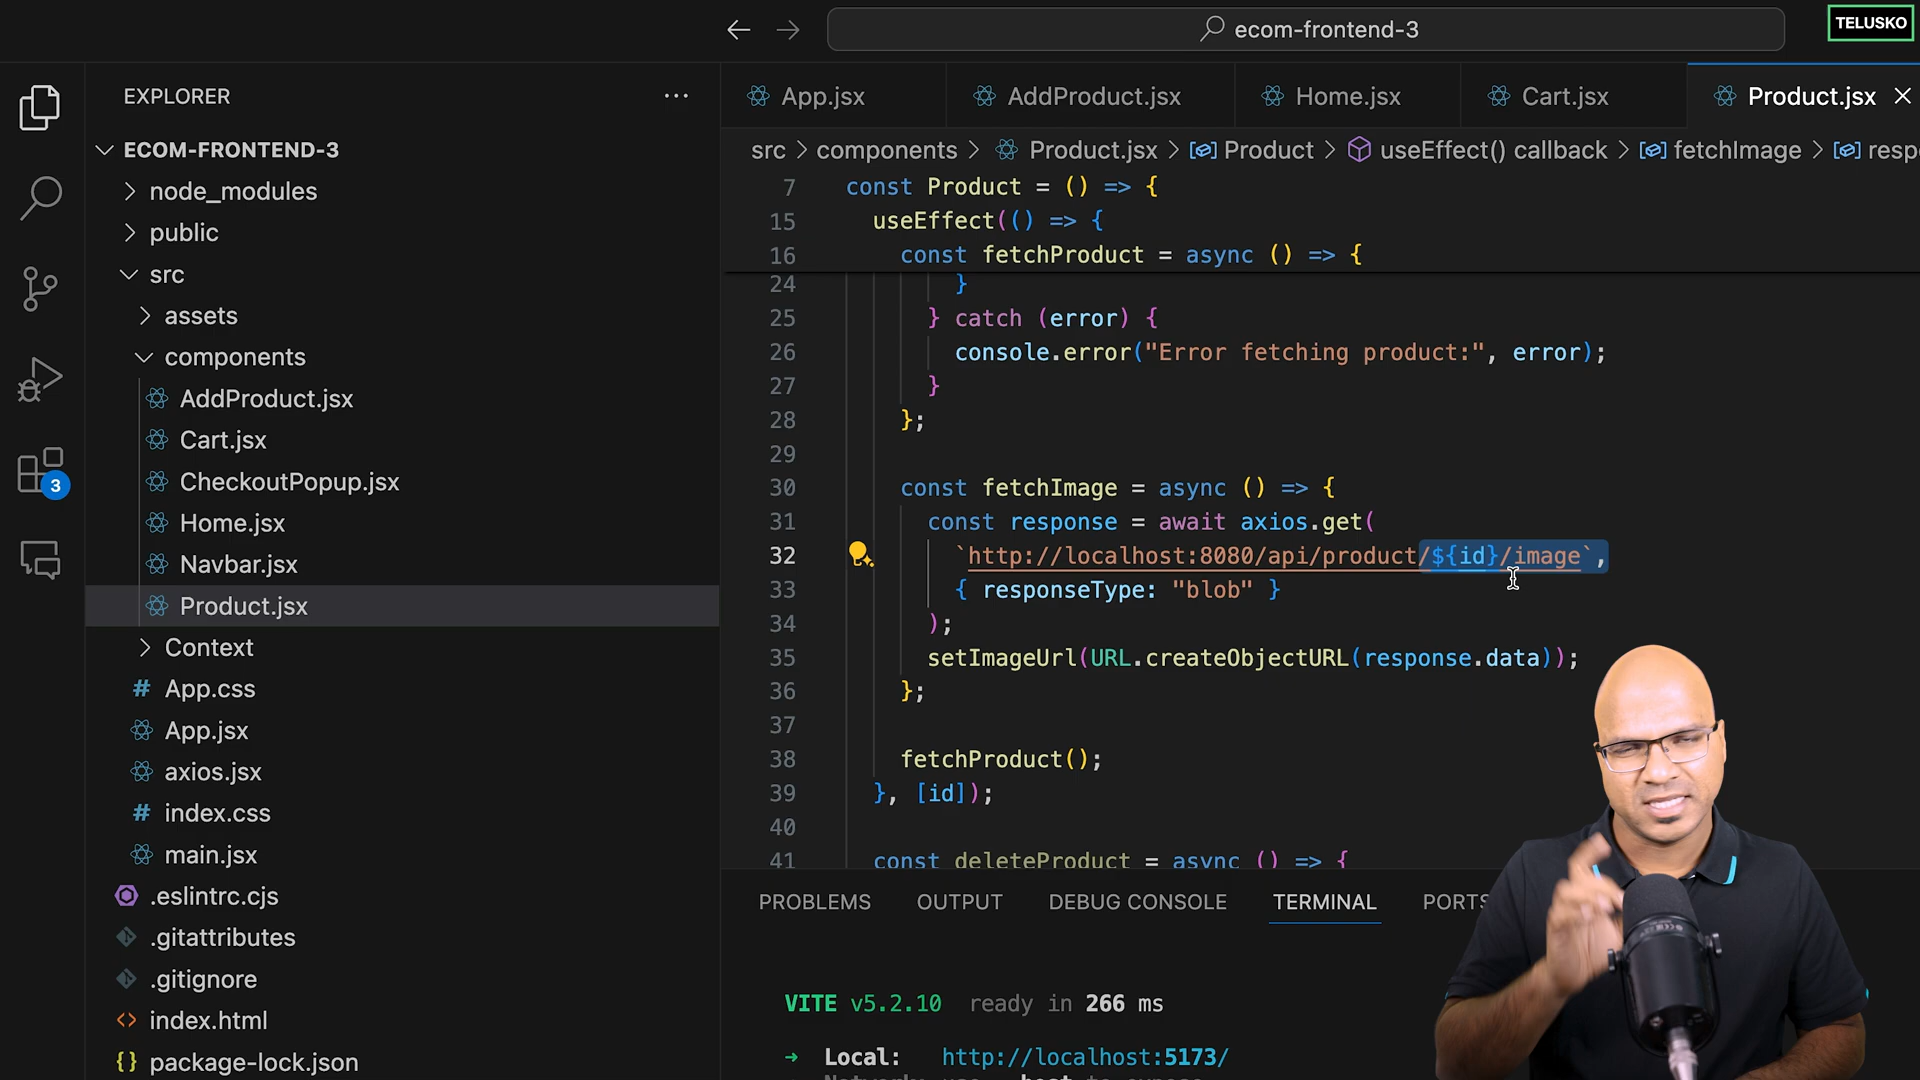 ecom-frontend-3
TELUSKO
EXPLORER
ECOM-FRONTEND-3
node_modules
public
src
assets
components
AddProduct.jsx
Cart.jsx
CheckoutPopup.jsx
Home.jsx
Navbar.jsx
Product.jsx
Context
App.css
App.jsx
axios.jsx
index.css
main.jsx
.eslintrc.cjs
.gitattributes
.gitignore
index.html
package-lock.json
3
App.jsx AddProduct.jsx Home.jsx Cart.jsx Product.jsx
src > components > Product.jsx > Product > useEffect() callback > fetchImage > resp
7 const Product = () => {
15 useEffect(() => {
16 const fetchProduct = async () => {
24 }
25 } catch (error) {
26 console.error("Error fetching product:", error);
27 }
28 };
29
30 const fetchImage = async () => {
31 const response = await axios.get(
32 `http://localhost:8080/api/product/${id}/image`,
33 { responseType: "blob" }
34 );
35 setImageUrl(URL.createObjectURL(response.data));
36 };
37
38 fetchProduct();
39 }, [id]);
40
41 const deleteProduct = async () => {
PROBLEMS OUTPUT DEBUG CONSOLE TERMINAL PORTS
VITE v5.2.10 ready in 266 ms
➜ Local: http://localhost:5173/